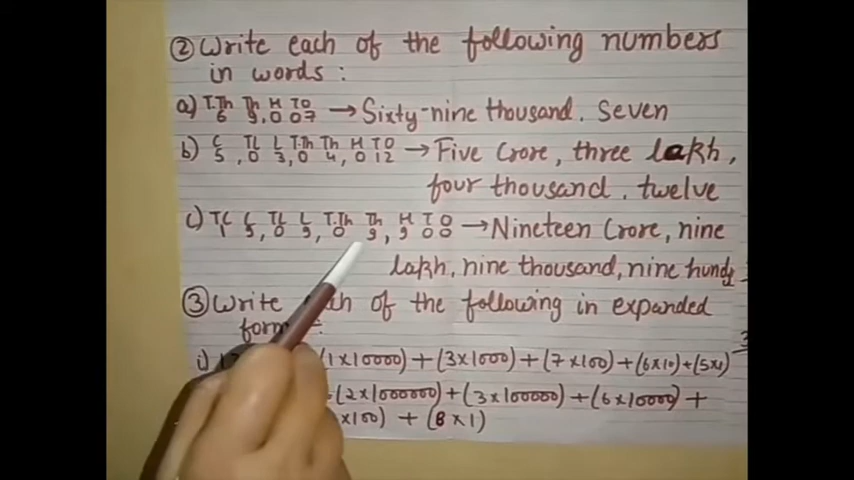 ② Write each of the following numbers
in words :
a) T.Th Th H T O
6 9,0 0 7 → Sixty-nine thousand. Seven
b) C TL L T.Th Th H T O
5 ,0 3,0 4,0 1 2 → Five Crore, three lakh,
four thousand. twelve
c) TC C TL L T.Th Th H T O
1 9,0 9,0 9,9 0 0 → Nineteen Crore, nine
lakh, nine thousand, nine
③ Write each of the following in expanded
form :
i) (1×10000) + (3×1000) + (7×100) + (6×10) + (5×1)
(2×1000000) + (3×100000) + (6×10000) +
×100) + (8×1)